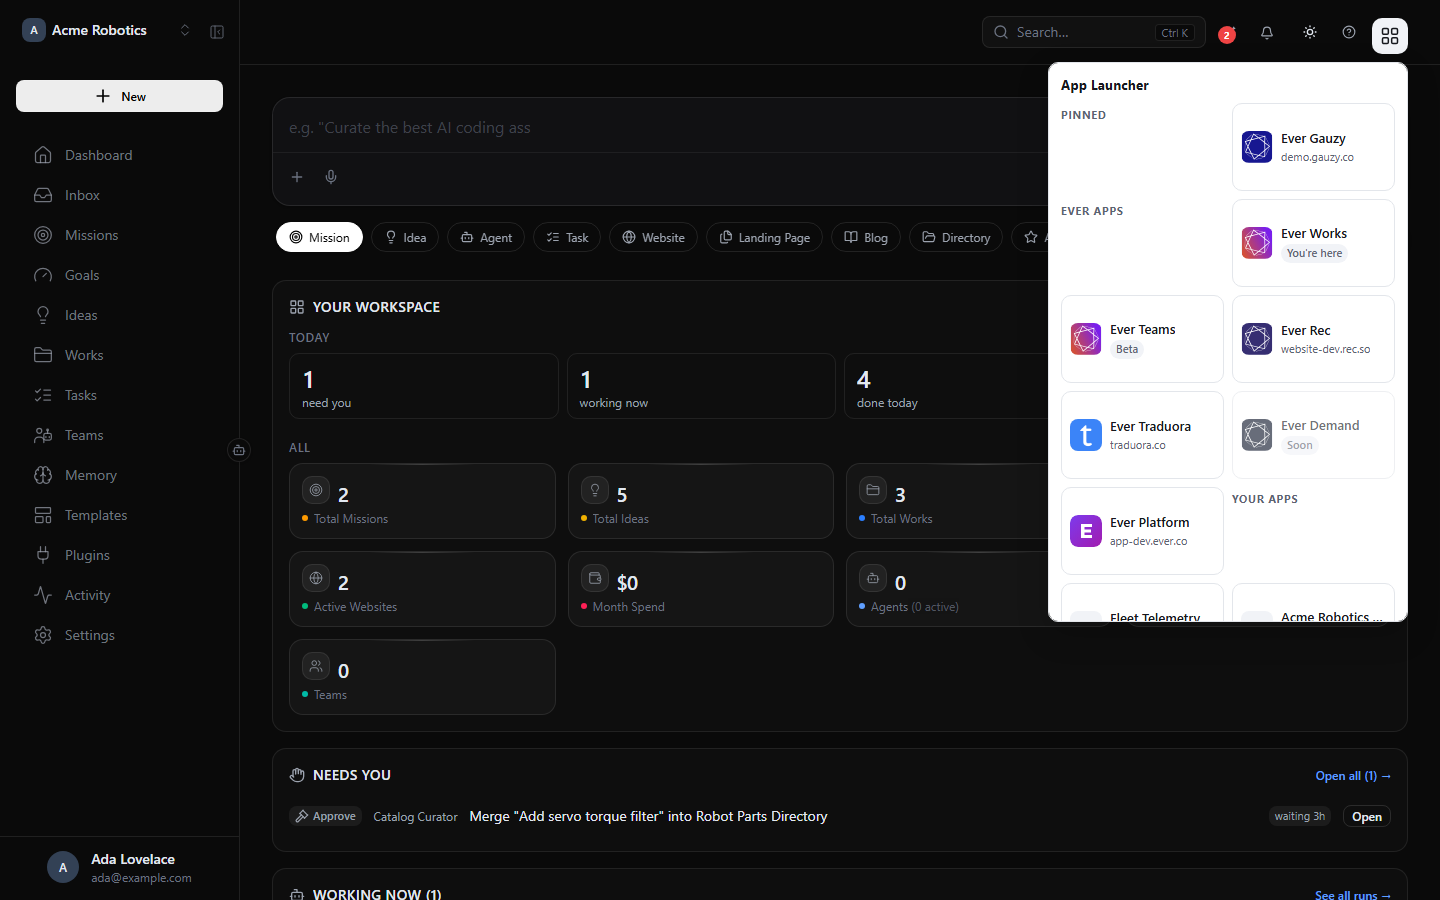 A Acme Robotics
New
Dashboard
Inbox
Missions
Goals
Ideas
Works
Tasks
Teams
Memory
Templates
Plugins
Activity
Settings
A
Ada Lovelace
ada@example.com
Search... Ctrl K
2
e.g. "Curate the best AI coding ass
Mission Idea Agent Task Website Landing Page Blog Directory A
YOUR WORKSPACE
TODAY
1
need you
1
working now
4
done today
ALL
2
Total Missions
5
Total Ideas
3
Total Works
2
Active Websites
$0
Month Spend
0
Agents (0 active)
0
Teams
NEEDS YOU
Open all (1) →
Approve Catalog Curator Merge "Add servo torque filter" into Robot Parts Directory waiting 3h Open
WORKING NOW (1)
See all runs →
App Launcher
PINNED
Ever Gauzy
demo.gauzy.co
EVER APPS
Ever Works
You're here
Ever Teams
Beta
Ever Rec
website-dev.rec.so
t
Ever Traduora
traduora.co
Ever Demand
Soon
E
Ever Platform
app-dev.ever.co
YOUR APPS
Fleet Telemetry
Acme Robotics ...